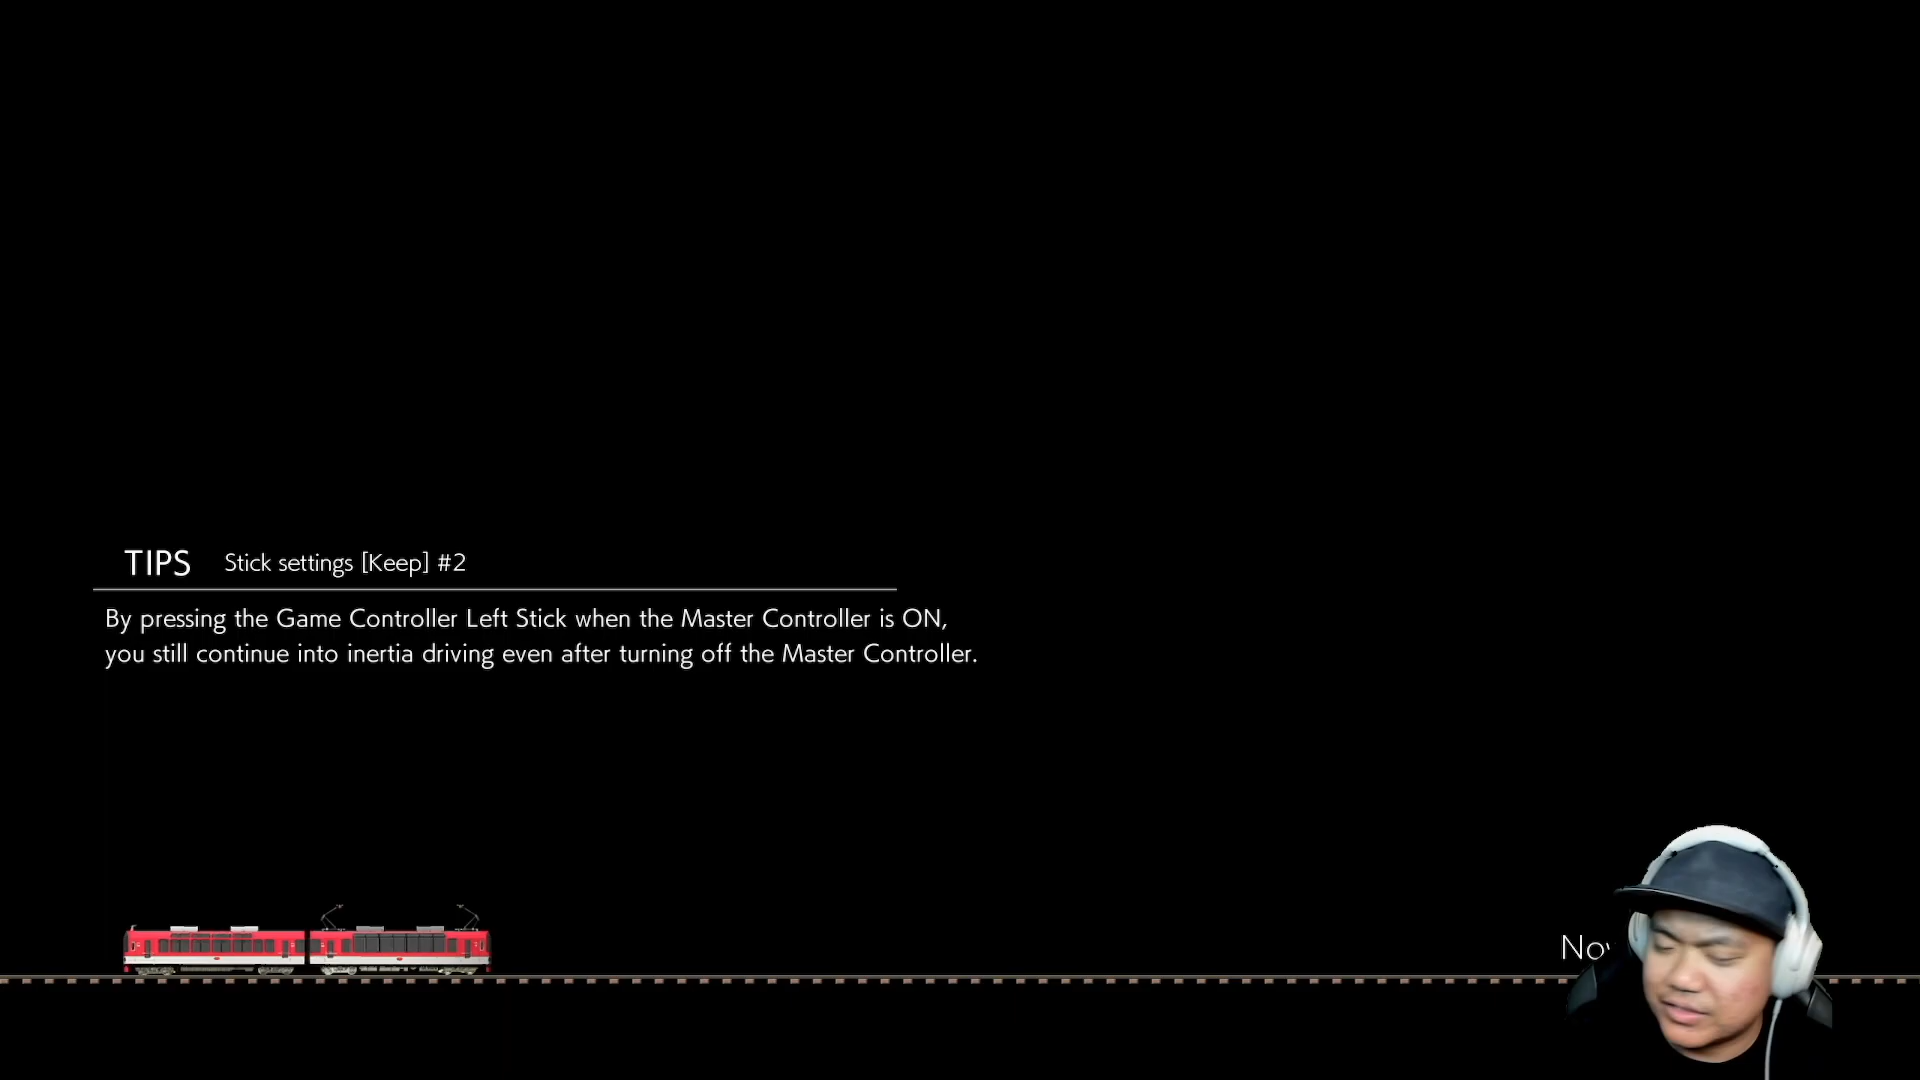 TIPS Stick settings [Keep] #2
By pressing the Game Controller Left Stick when the Master Controller is ON,
you still continue into inertia driving even after turning off the Master Controller.